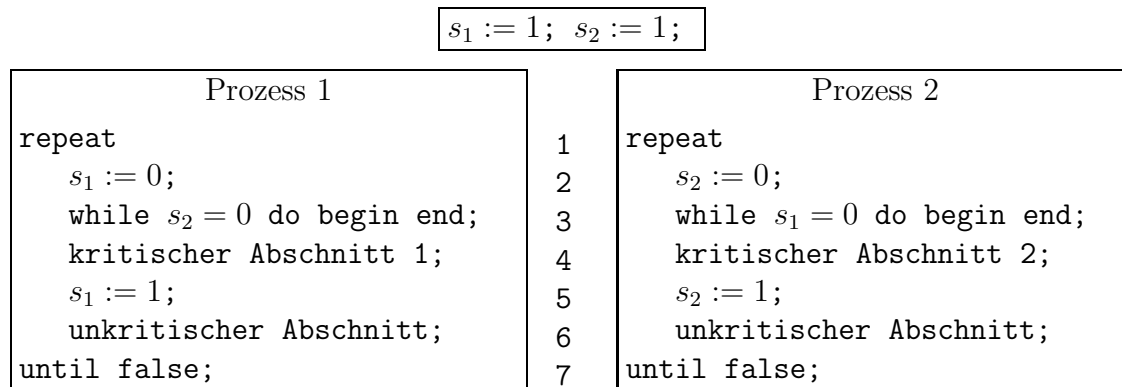 s₁ := 1; s₂ := 1;
Prozess 1
repeat
s₁ := 0;
while s₂ = 0 do begin end;
kritischer Abschnitt 1;
s₁ := 1;
unkritischer Abschnitt;
until false;
1
2
3
4
5
6
7
Prozess 2
repeat
s₂ := 0;
while s₁ = 0 do begin end;
kritischer Abschnitt 2;
s₂ := 1;
unkritischer Abschnitt;
until false;